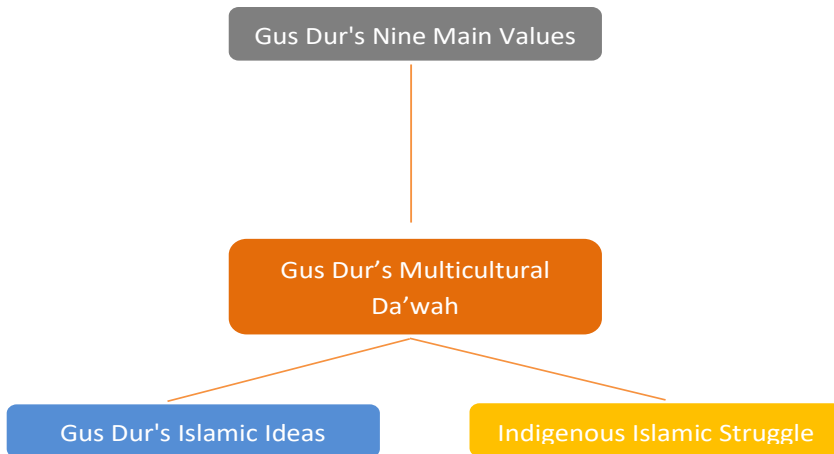 Gus Dur's Nine Main Values
Gus Dur’s Multicultural
Da’wah
Gus Dur's Islamic Ideas
Indigenous Islamic Struggle